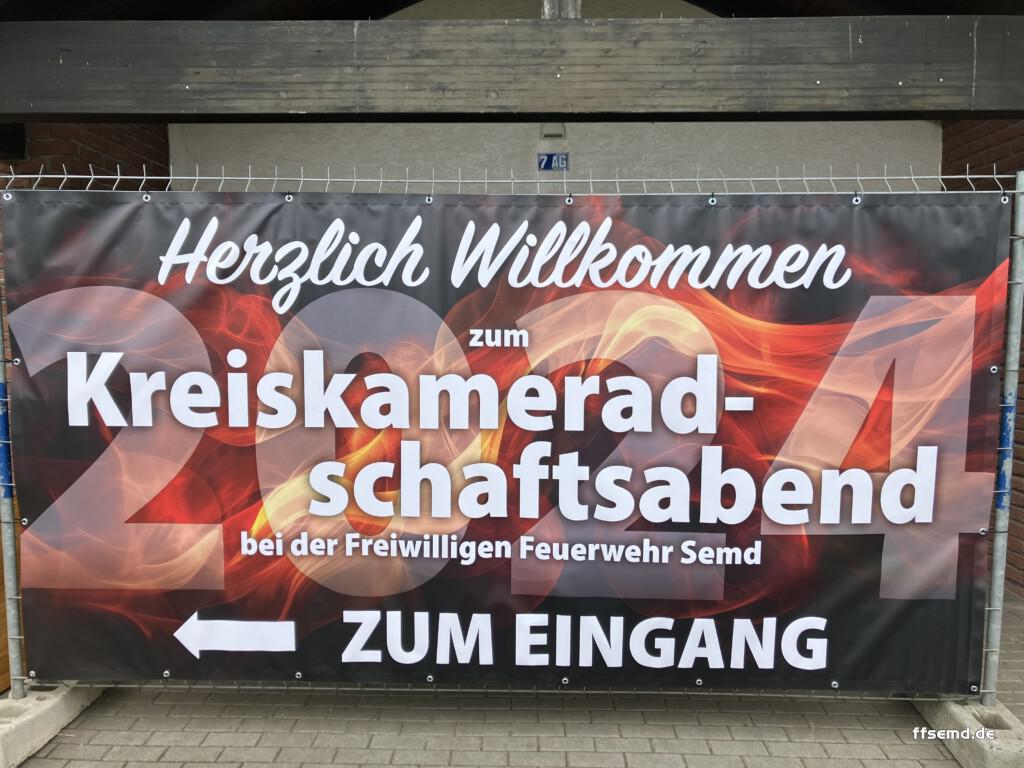 7 AG
Herzlich Willkommen
2024
zum
Kreiskamerad-
schaftsabend
bei der Freiwilligen Feuerwehr Semd
ZUM EINGANG
ffsemd.de